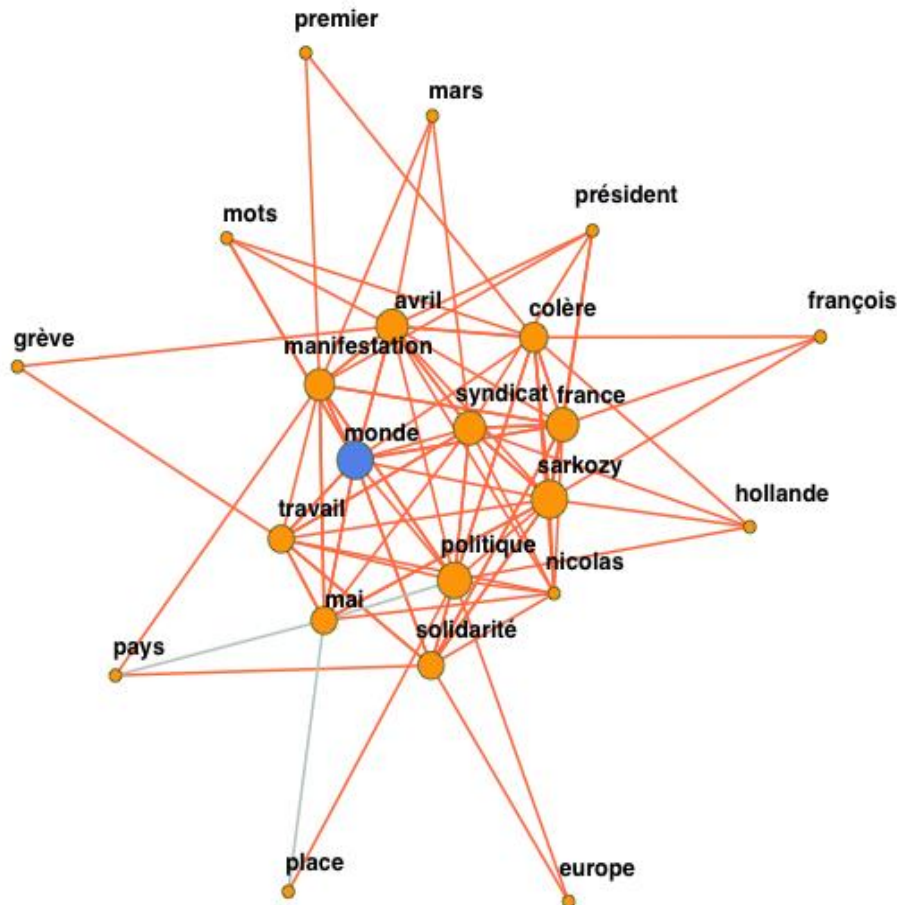 premier
mars
président
mots
avril
colère
françois
grève
manifestation
syndicat
france
monde
sarkozy
hollande
travail
politique
nicolas
mai
solidarité
pays
place
europe